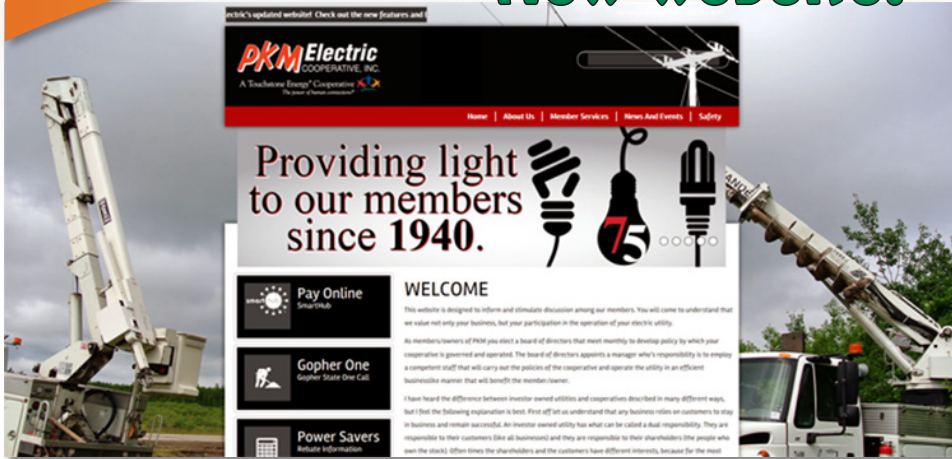 New website!
ectric's updated website! Check out the new features and
PKM Electric
COOPERATIVE, INC.
A Touchstone Energy® Cooperative
The power of human connections®
Home | About Us | Member Services | News And Events | Safety
Providing light
to our members
since 1940.
75
smarthub
Pay Online
SmartHub
Gopher One
Gopher State One Call
Power Savers
Rebate Information
WELCOME
This website is designed to inform and stimulate discussion among our members. You will come to understand that
we value not only your business, but your participation in the operation of your electric utility.
As members/owners of PKM you elect a board of directors that meet monthly to develop policy by which your
cooperative is governed and operated. The board of directors appoints a manager who's responsibility is to employ
a competent staff that will carry out the policies of the cooperative and operate the utility in an efficient
businesslike manner that will benefit the member/owner.
I have heard the difference between investor owned utilities and cooperatives described in many different ways,
but I feel the following explanation is best. First off let us understand that any business relies on customers to stay
in business and remain successful. An investor owned utility has what can be called a dual responsibility. They are
responsible to their customers (like all businesses) and they are responsible to their shareholders (the people who
own the stock). Often times the shareholders and the customers have different interests, because for the most